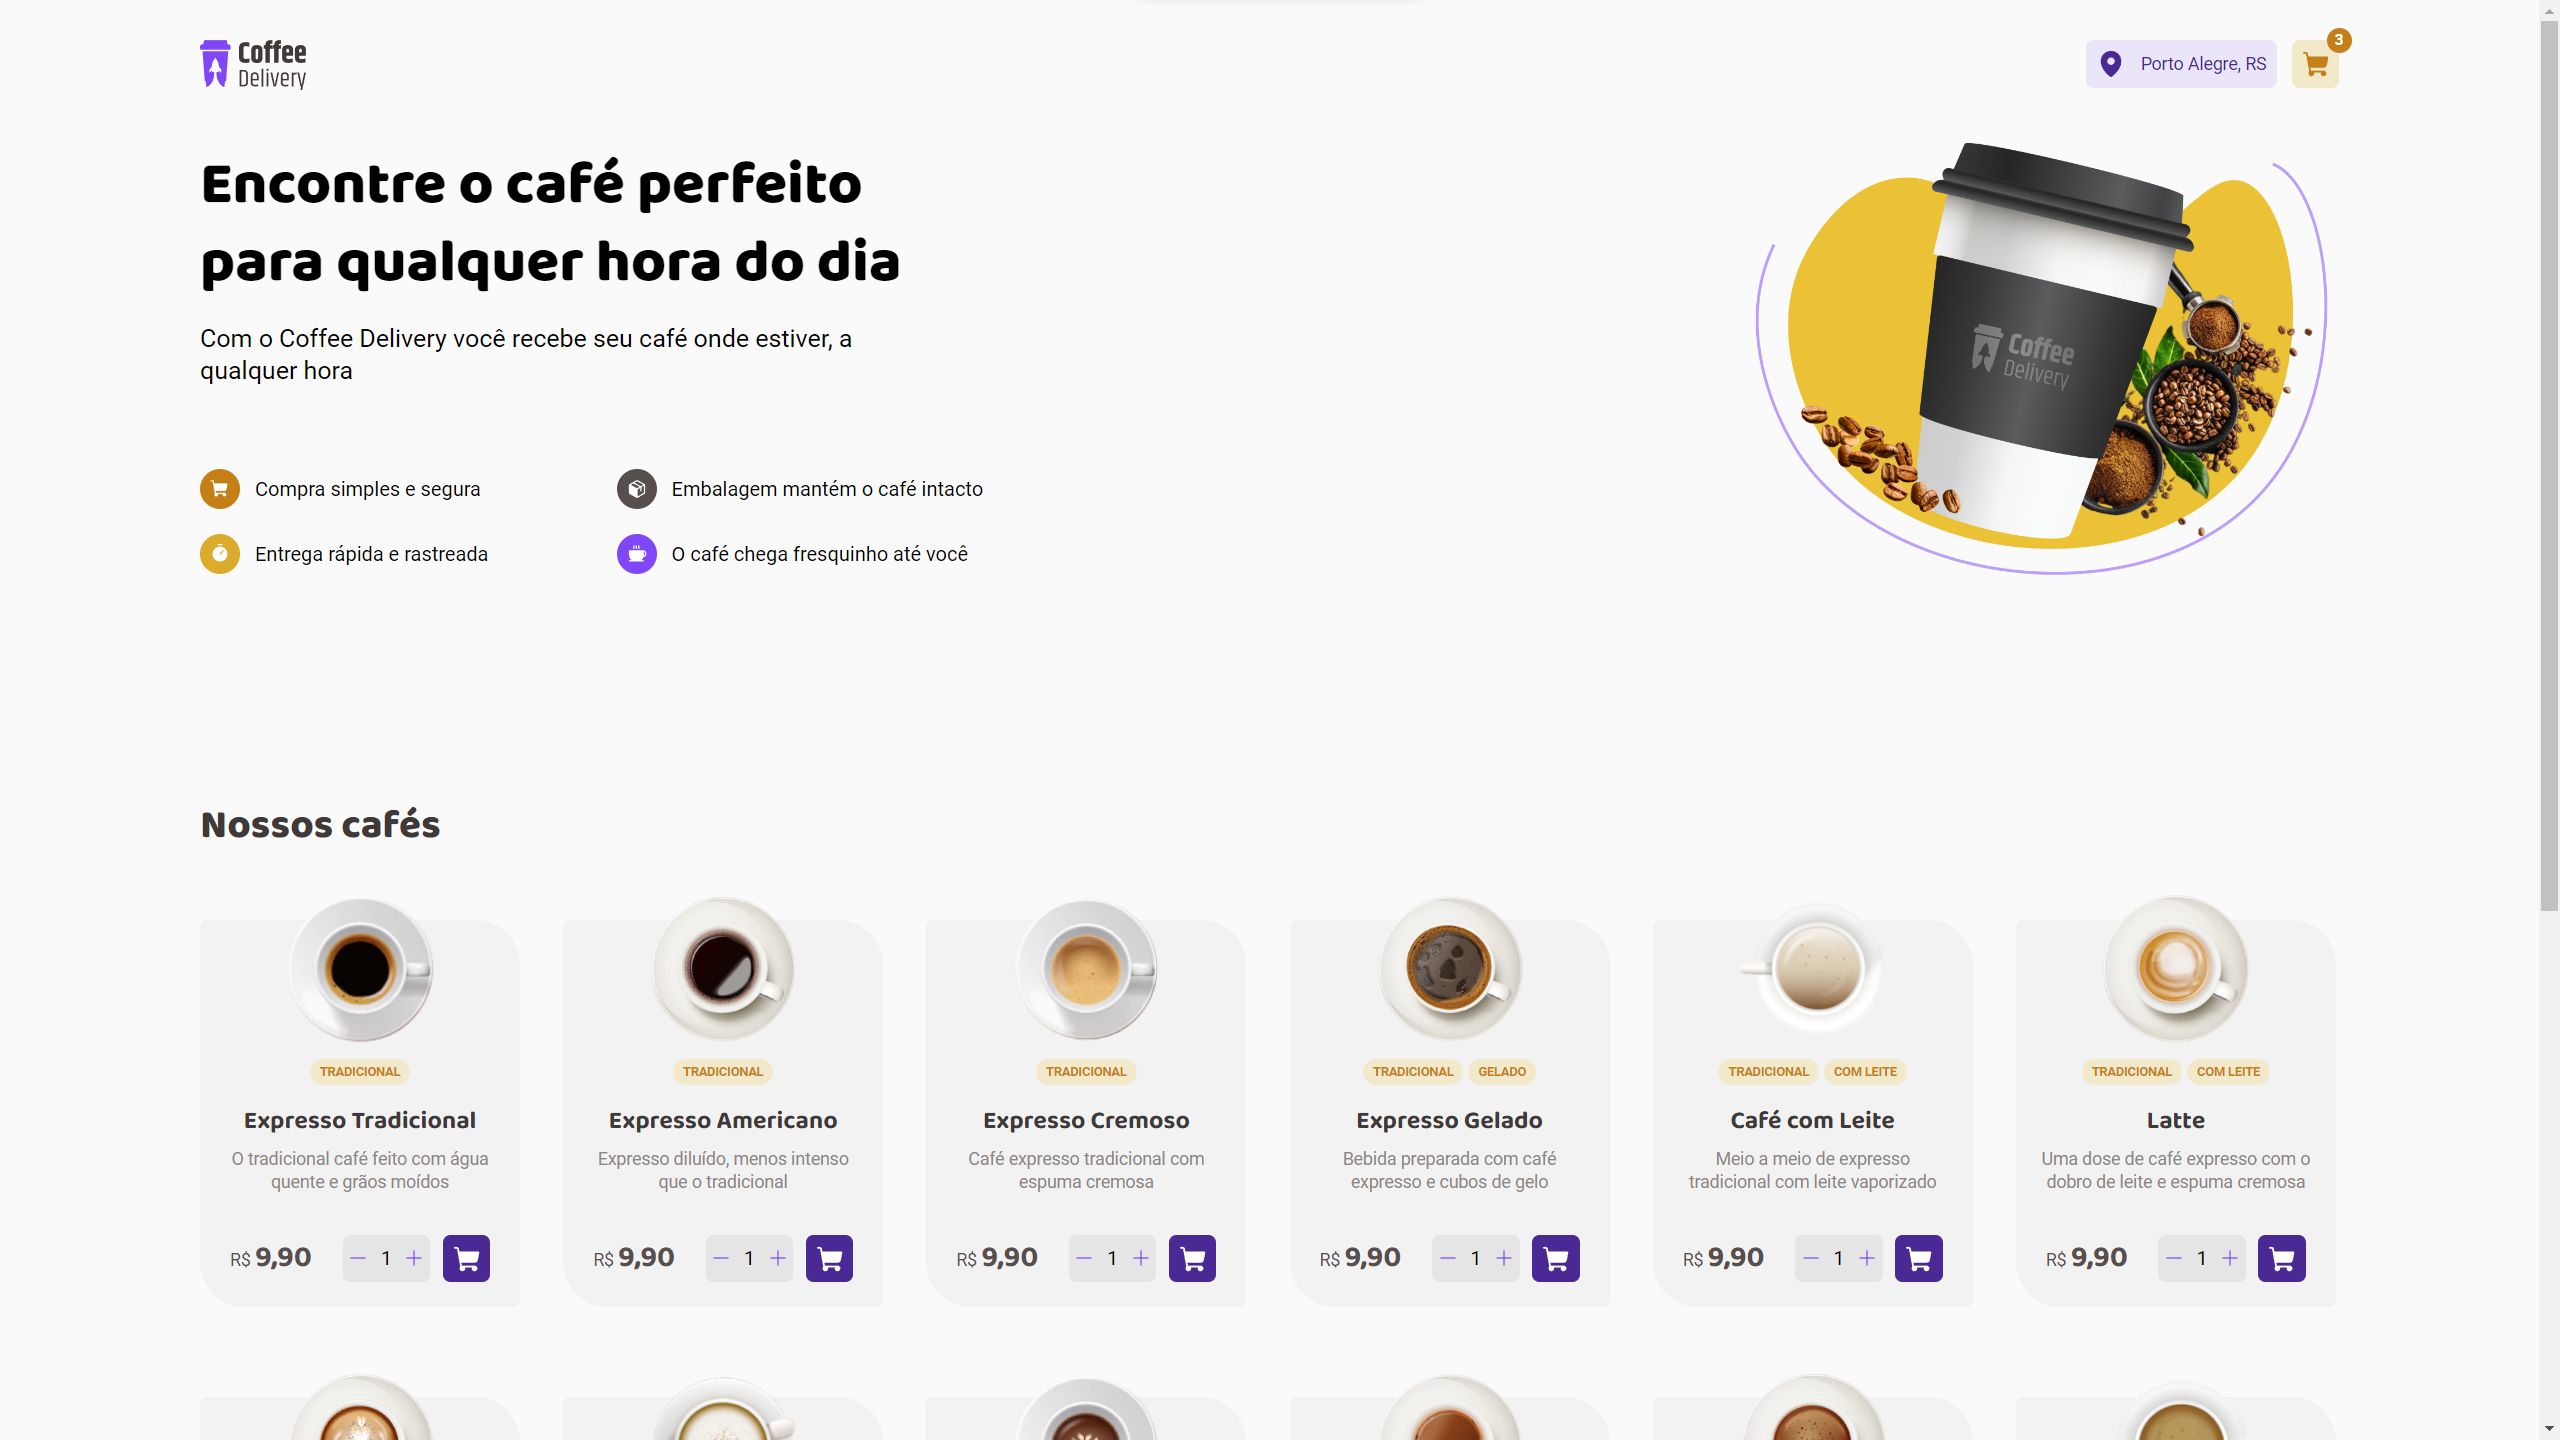 Coffee
Delivery
Porto Alegre, RS
3
Encontre o café perfeito
para qualquer hora do dia
Com o Coffee Delivery você recebe seu café onde estiver, a
qualquer hora
Coffee
Delivery
Compra simples e segura
Embalagem mantém o café intacto
Entrega rápida e rastreada
O café chega fresquinho até você
Nossos cafés
TRADICIONAL
Expresso Tradicional
O tradicional café feito com água
quente e grãos moídos
R$ 9,90
1
TRADICIONAL
Expresso Americano
Expresso diluído, menos intenso
que o tradicional
R$ 9,90
1
TRADICIONAL
Expresso Cremoso
Café expresso tradicional com
espuma cremosa
R$ 9,90
1
TRADICIONAL GELADO
Expresso Gelado
Bebida preparada com café
expresso e cubos de gelo
R$ 9,90
1
TRADICIONAL COM LEITE
Café com Leite
Meio a meio de expresso
tradicional com leite vaporizado
R$ 9,90
1
TRADICIONAL COM LEITE
Latte
Uma dose de café expresso com o
dobro de leite e espuma cremosa
R$ 9,90
1